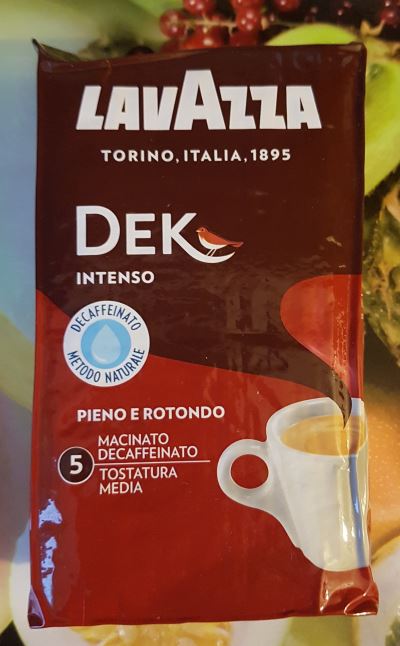 LAVAZZA
TORINO, ITALIA, 1895
DEK
INTENSO
DECAFFEINATO
METODO NATURALE
PIENO E ROTONDO
5
MACINATO
DECAFFEINATO
TOSTATURA
MEDIA